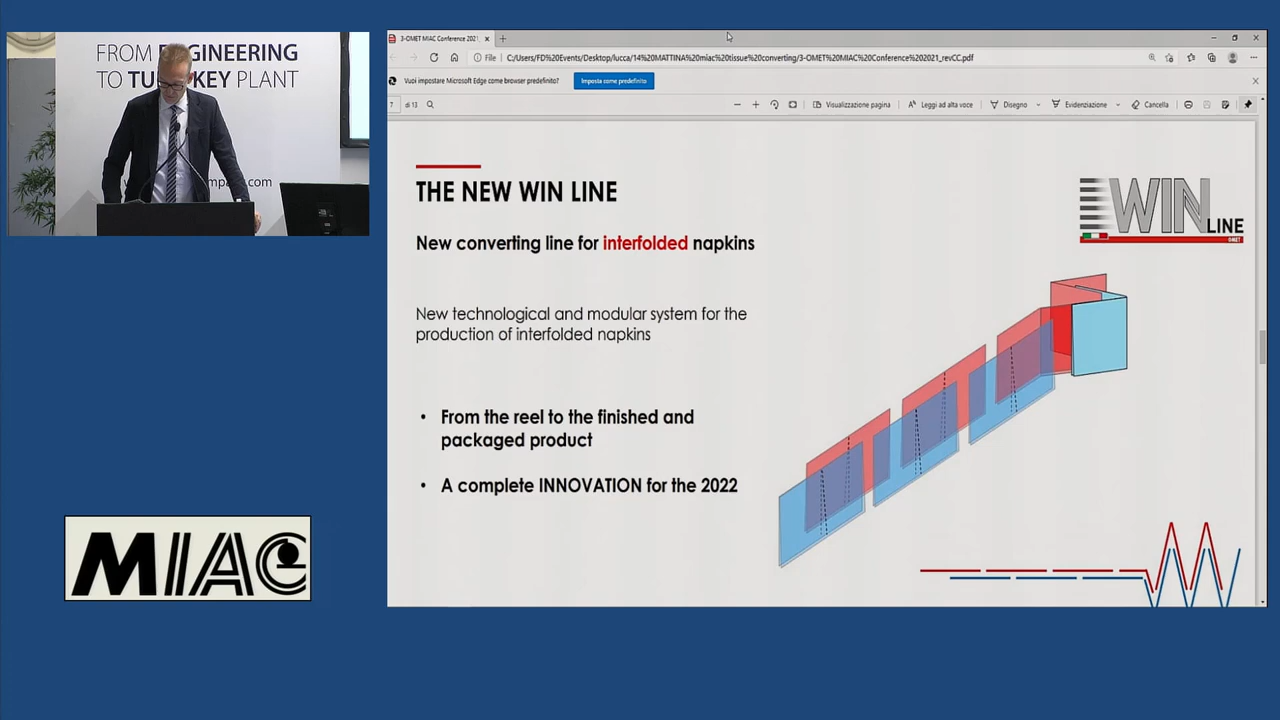 FROM ENGINEERING
TO TURNKEY PLANT
mpa
.com
MIAC
3-OMET MIAC Conference 2021_
File
C:/Users/FD%20Events/Desktop/lucca/14%20MATTINA%20miac%20tissue%20converting/3-OMET%20MIAC%20Conference%202021_revCC.pdf
Vuoi impostare Microsoft Edge come browser predefinito?
Imposta come predefinito
7 di 13
Visualizzazione pagina
Leggi ad alta voce
Disegno
Evidenziazione
Cancella
THE NEW WIN LINE
WIN
LINE
OMET
New converting line for interfolded napkins
New technological and modular system for the
production of interfolded napkins
• From the reel to the finished and
packaged product
• A complete INNOVATION for the 2022